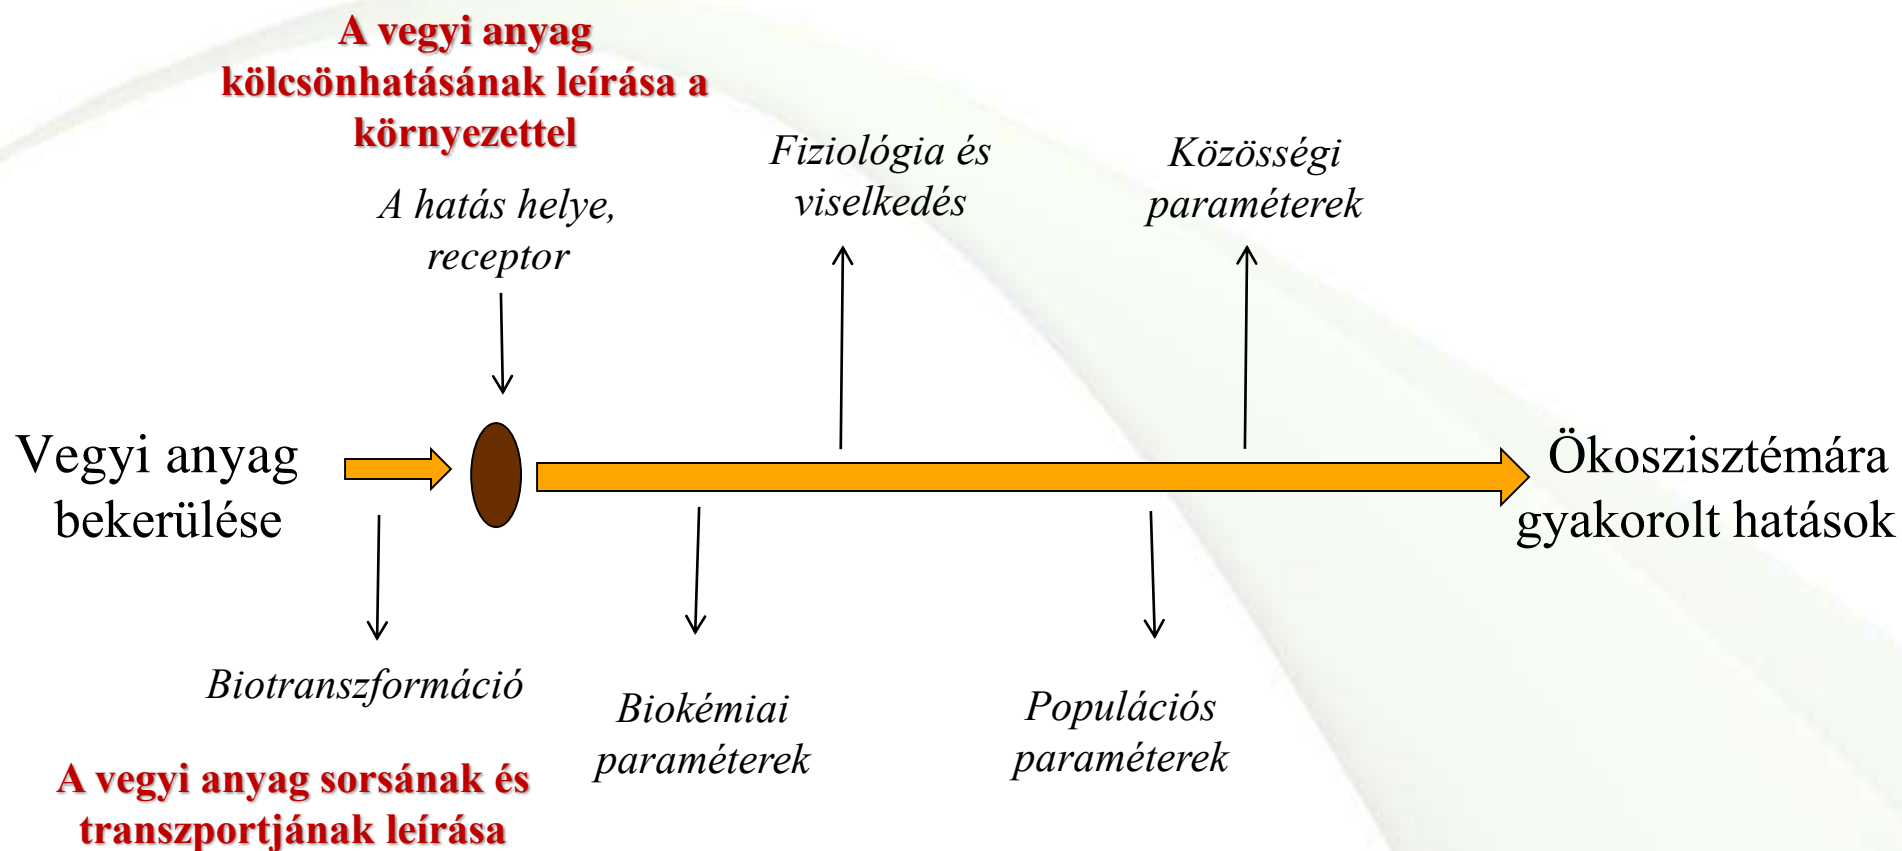 A vegyi anyag
kölcsönhatásának leírása a
környezettel
A hatás helye,
receptor
Fiziológia és
viselkedés
Közösségi
paraméterek
Vegyi anyag
bekerülése
Ökoszisztémára
gyakorolt hatások
Biotranszformáció
Biokémiai
paraméterek
Populációs
paraméterek
A vegyi anyag sorsának és
transzportjának leírása